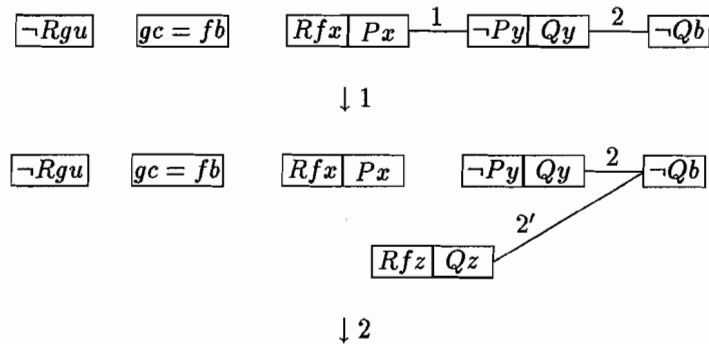 ¬Rgu gc = fb Rfx Px 1 ¬Py Qy 2 ¬Qb
↓ 1
¬Rgu gc = fb Rfx Px ¬Py Qy 2 ¬Qb
2′
Rfz Qz
↓ 2